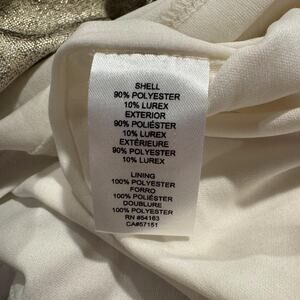 SHELL
90% POLYESTER
10% LUREX
EXTERIOR
90% POLIÉSTER
10% LUREX
EXTÉRIEURE
90% POLYESTER
10% LUREX
LINING
100% POLYESTER
FORRO
100% POLIÉSTER
DOUBLURE
100% POLYESTER
RN #54163
CA#57151